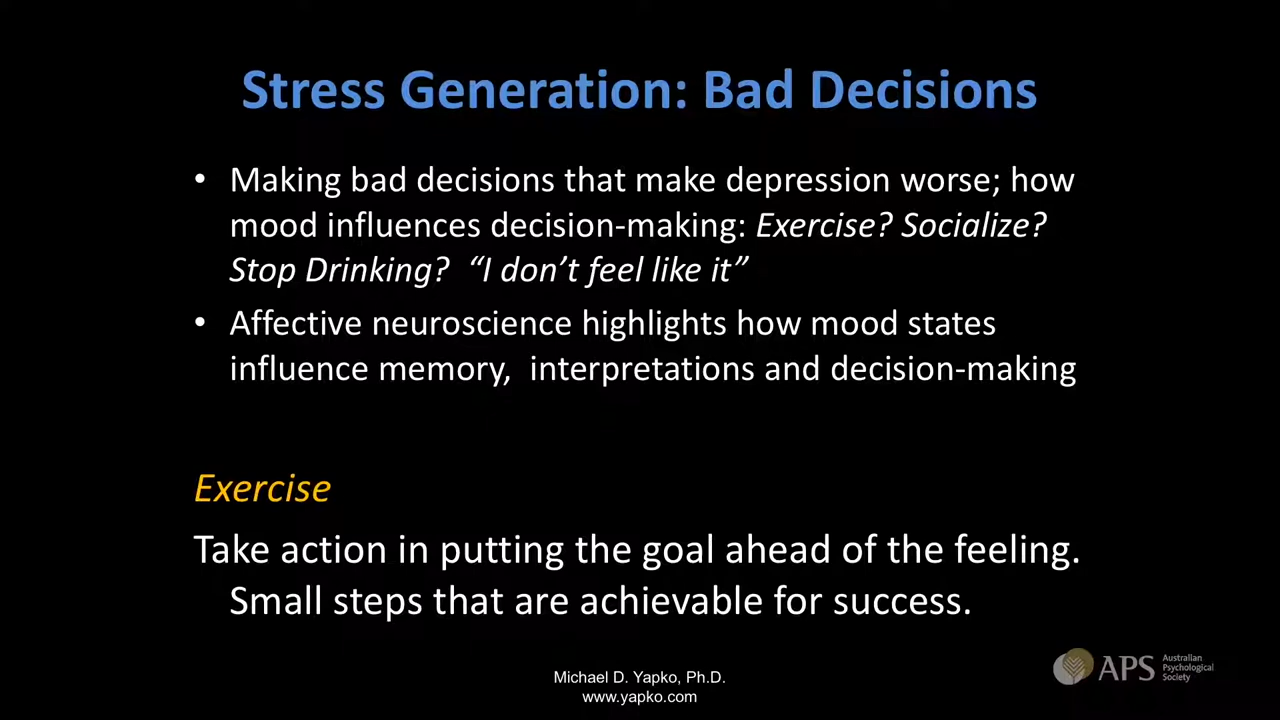 Stress Generation: Bad Decisions
• Making bad decisions that make depression worse; how
mood influences decision-making: Exercise? Socialize?
Stop Drinking?  “I don’t feel like it”
• Affective neuroscience highlights how mood states
influence memory,  interpretations and decision-making
Exercise
Take action in putting the goal ahead of the feeling.
Small steps that are achievable for success.
Michael D. Yapko, Ph.D.
www.yapko.com
APS
Australian
Psychological
Society